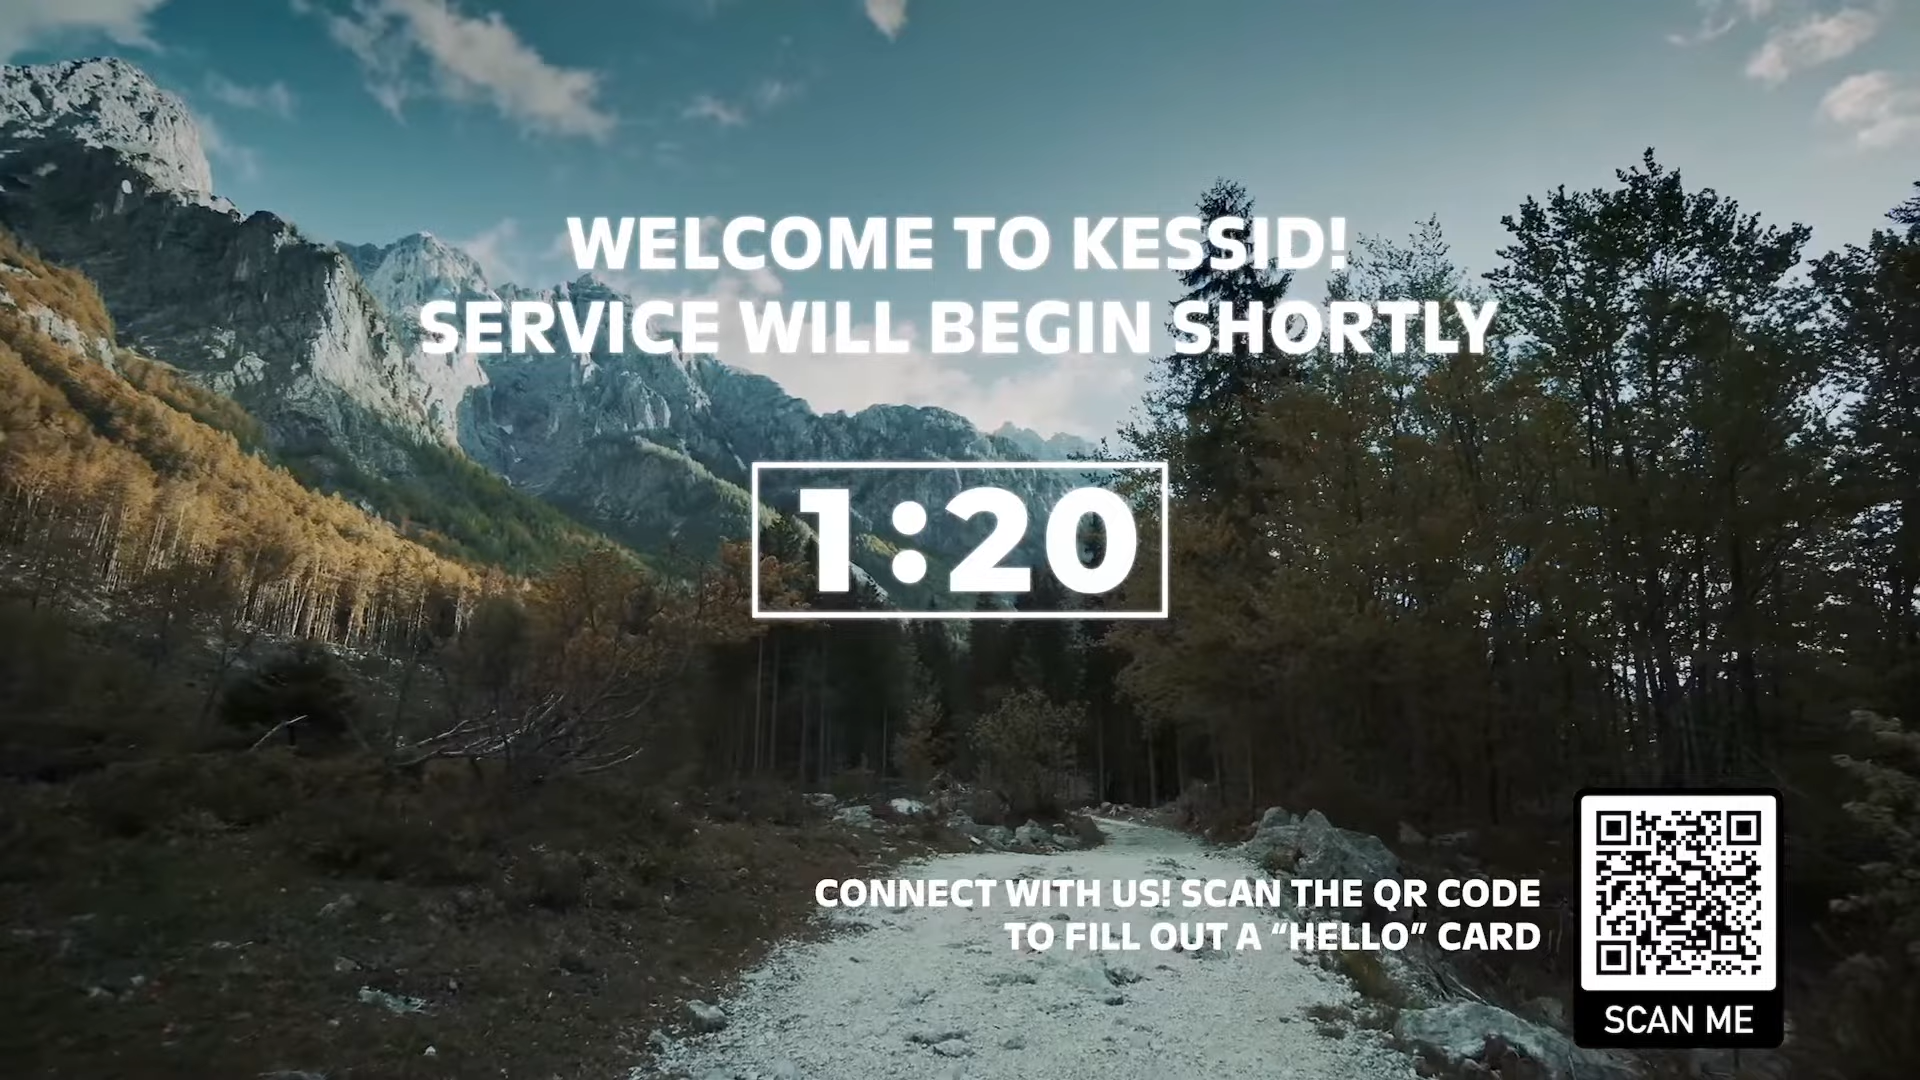 WELCOME TO KESSID!
SERVICE WILL BEGIN SHORTLY
1:20
CONNECT WITH US! SCAN THE QR CODE
TO FILL OUT A “HELLO” CARD
SCAN ME